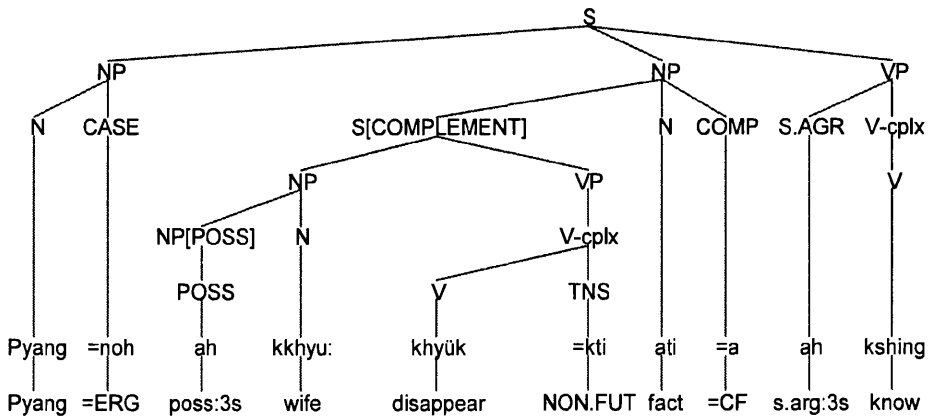 S
NP NP VP
N CASE S[COMPLEMENT] N COMP S.AGR V-cplx
NP VP V
NP[POSS] N V-cplx
POSS V TNS
Pyang =noh ah kkhyu: khyük =kti ati =a ah kshing
Pyang =ERG poss:3s wife disappear NON.FUT fact =CF s.arg:3s know